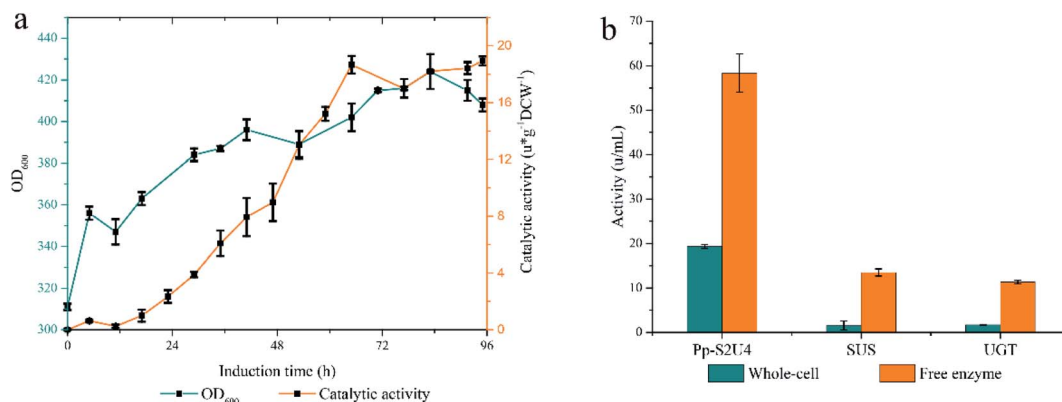 a
440
420
400
380
360
340
320
300
OD600
20
16
12
8
4
0
Catalytic activity (u*g-1DCW-1)
0 24 48 72 96
Induction time (h)
OD600 Catalytic activity
b
70
60
50
40
30
20
10
0
Activity (u/mL)
Pp-S2U4 SUS UGT
Whole-cell Free enzyme